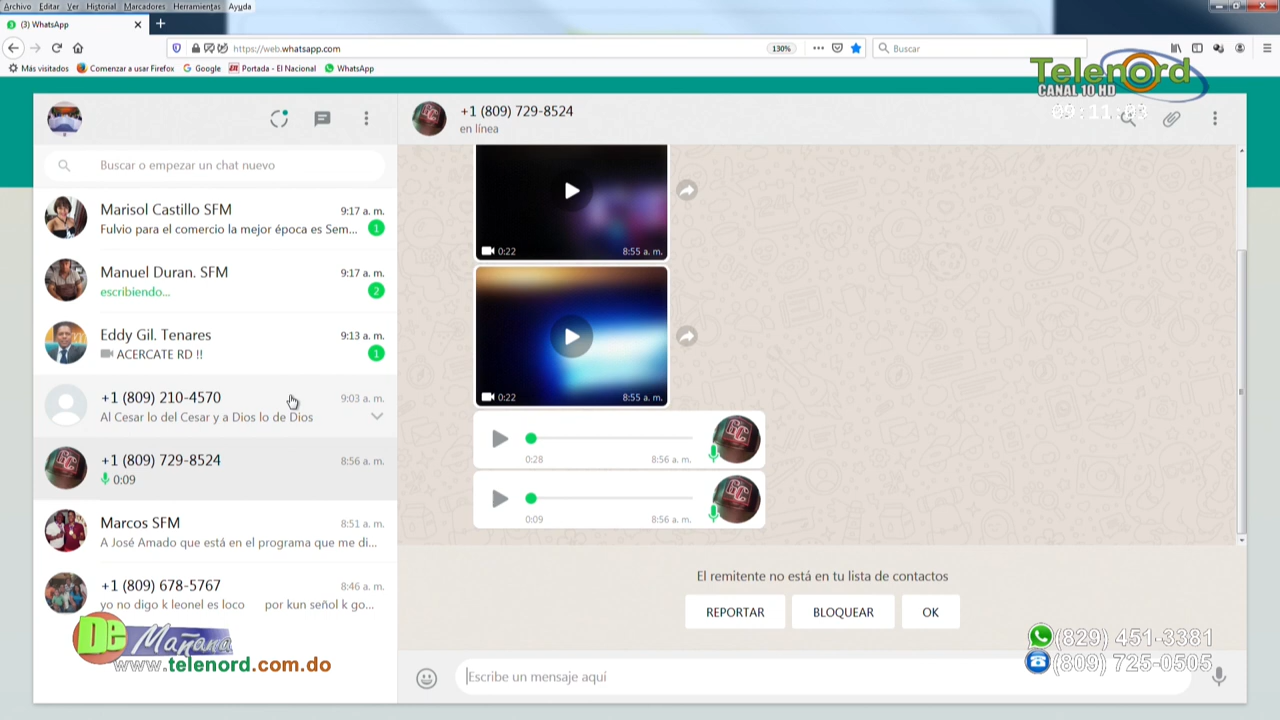 Archivo Editar Ver Historial Marcadores Herramientas Ayuda
(3) WhatsApp
https://web.whatsapp.com
130%
Buscar
Más visitados Comenzar a usar Firefox Google Portada - El Nacional WhatsApp
Telenord
CANAL 10 HD
09:11:03
+1 (809) 729-8524
en línea
Buscar o empezar un chat nuevo
Marisol Castillo SFM 9:17 a. m.
Fulvio para el comercio la mejor época es Sem... 1
Manuel Duran. SFM 9:17 a. m.
escribiendo... 2
Eddy Gil. Tenares 9:13 a. m.
ACERCATE RD !! 1
+1 (809) 210-4570 9:03 a. m.
Al Cesar lo del Cesar y a Dios lo de Dios
+1 (809) 729-8524 8:56 a. m.
0:09
Marcos SFM 8:51 a. m.
A José Amado que está en el programa que me di...
+1 (809) 678-5767 8:46 a. m.
yo no digo k leonel es loco por kun señol k go...
De Mañana
www.telenord.com.do
0:22 8:55 a. m.
0:22 8:55 a. m.
0:28 8:56 a. m.
0:09 8:56 a. m.
El remitente no está en tu lista de contactos
REPORTAR BLOQUEAR OK
(829) 451-3381
(809) 725-0505
Escribe un mensaje aquí